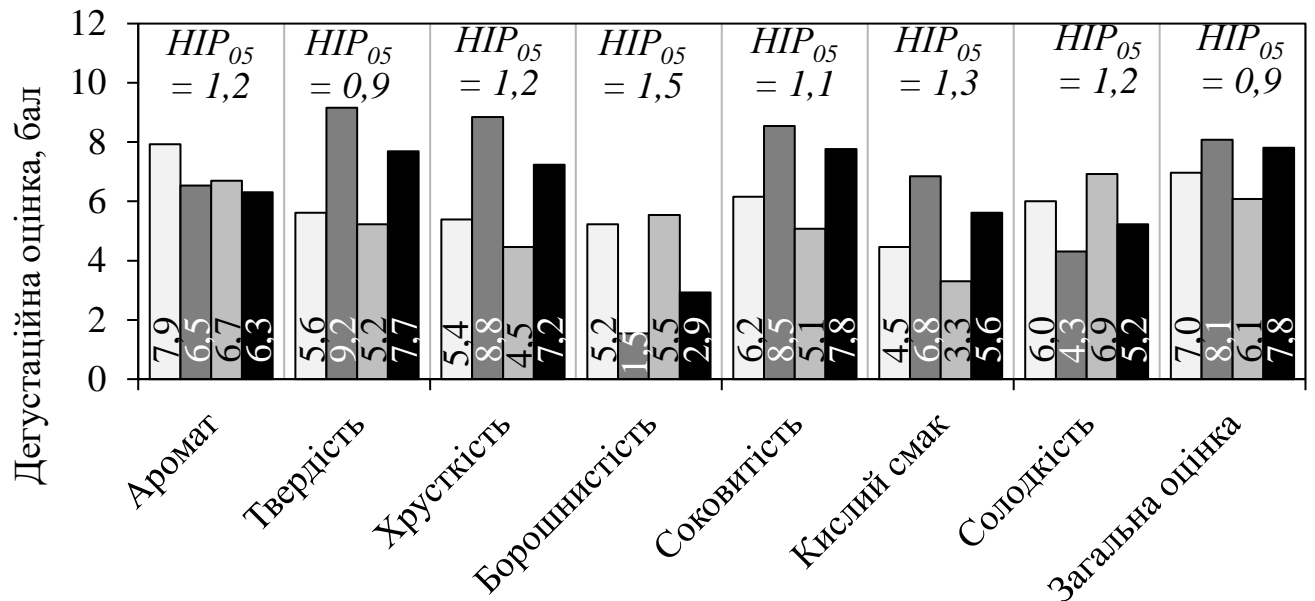 Дегустаційна оцінка, бал
12
10
8
6
4
2
0
НІР05 = 1,2
НІР05 = 0,9
НІР05 = 1,2
НІР05 = 1,5
НІР05 = 1,1
НІР05 = 1,3
НІР05 = 1,2
НІР05 = 0,9
7,9 6,5 6,7 6,3
5,6 9,2 5,2 7,7
5,4 8,8 4,5 7,2
5,2 1,5 5,5 2,9
6,2 8,5 5,1 7,8
4,5 6,8 3,3 5,6
6,0 4,3 6,9 5,2
7,0 8,1 6,1 7,8
Аромат
Твердість
Хрусткість
Борошнистість
Соковитість
Кислий смак
Солодкість
Загальна оцінка